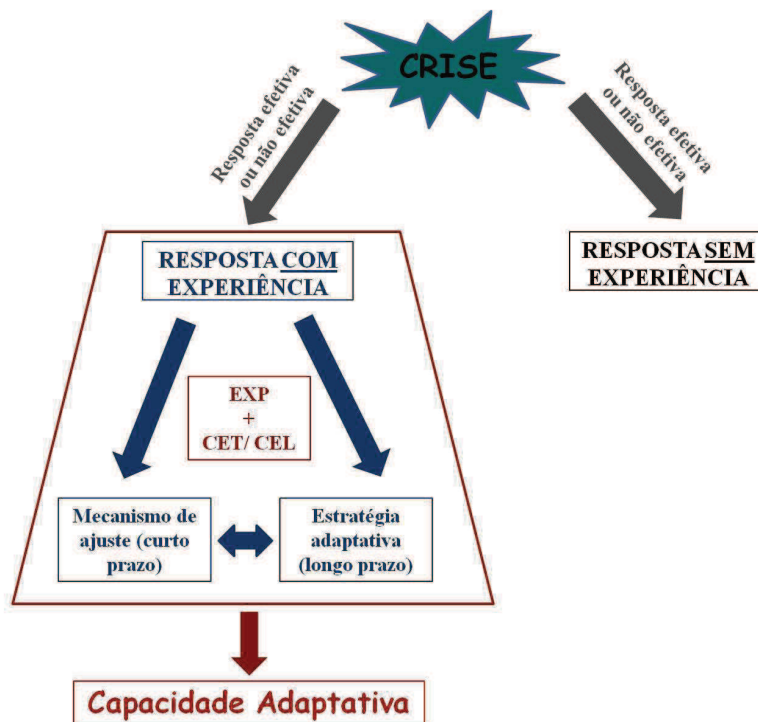 CRISE
Resposta efetiva
ou não efetiva
Resposta efetiva
ou não efetiva
RESPOSTA COM
EXPERIÊNCIA
RESPOSTA SEM
EXPERIÊNCIA
EXP
+
CET/ CEL
Mecanismo de
ajuste (curto
prazo)
Estratégia
adaptativa
(longo prazo)
Capacidade Adaptativa